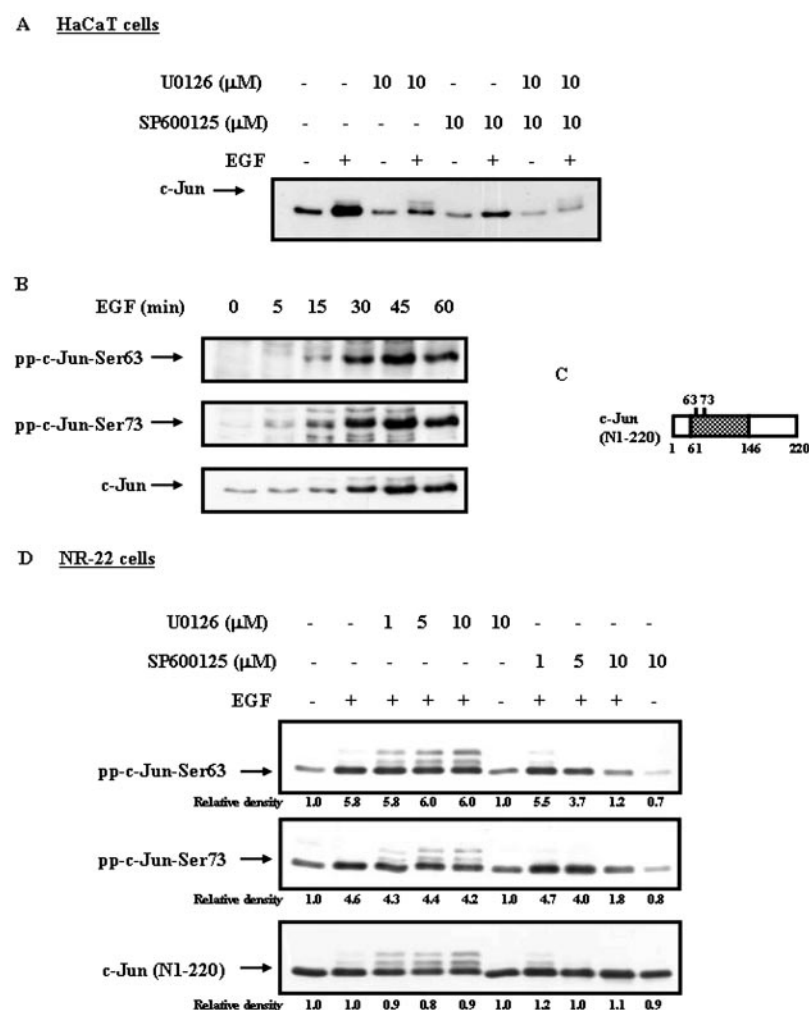 A HaCaT cells
U0126 (µM) - - 10 10 - - 10 10
SP600125 (µM) - - - - 10 10 10 10
EGF - + - + - + - +
c-Jun
B
EGF (min) 0 5 15 30 45 60
pp-c-Jun-Ser63
pp-c-Jun-Ser73
c-Jun
C
63 73
c-Jun
(N1-220)
1 61 146 220
D NR-22 cells
U0126 (µM) - - 1 5 10 10 - - - -
SP600125 (µM) - - - - - - 1 5 10 10
EGF - + + + + - + + + -
pp-c-Jun-Ser63
Relative density 1.0 5.8 5.8 6.0 6.0 1.0 5.5 3.7 1.2 0.7
pp-c-Jun-Ser73
Relative density 1.0 4.6 4.3 4.4 4.2 1.0 4.7 4.0 1.8 0.8
c-Jun (N1-220)
Relative density 1.0 1.0 0.9 0.8 0.9 1.0 1.2 1.0 1.1 0.9